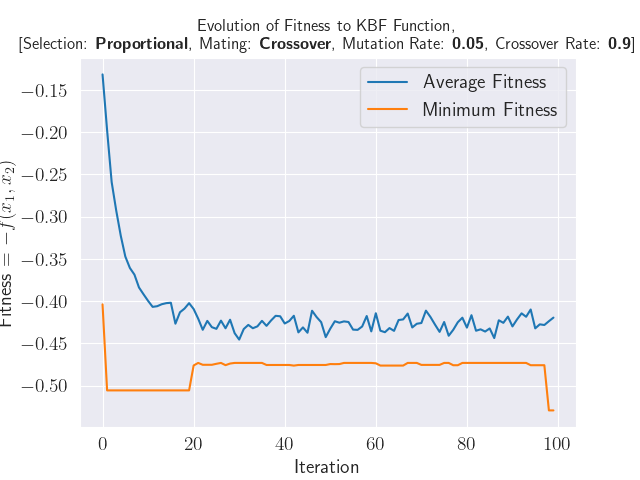 Evolution of Fitness to KBF Function,
[Selection: Proportional, Mating: Crossover, Mutation Rate: 0.05, Crossover Rate: 0.9]
Average Fitness
Minimum Fitness
−0.15
−0.20
−0.25
−0.30
−0.35
−0.40
−0.45
−0.50
Fitness = −f(x₁, x₂)
0 20 40 60 80 100
Iteration